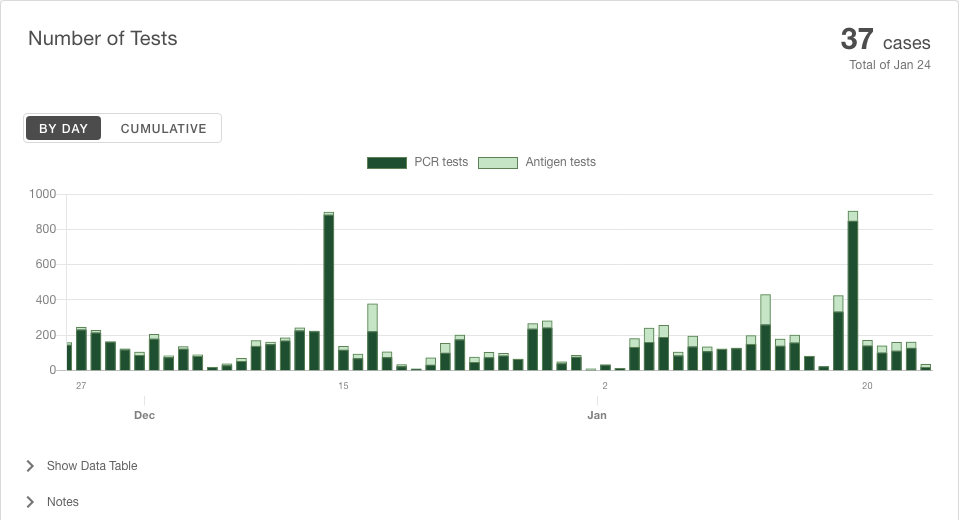 Number of Tests
37 cases
Total of Jan 24
BY DAY
CUMULATIVE
PCR tests
Antigen tests
1000
800
600
400
200
0
27
15
2
20
Dec
Jan
Show Data Table
Notes